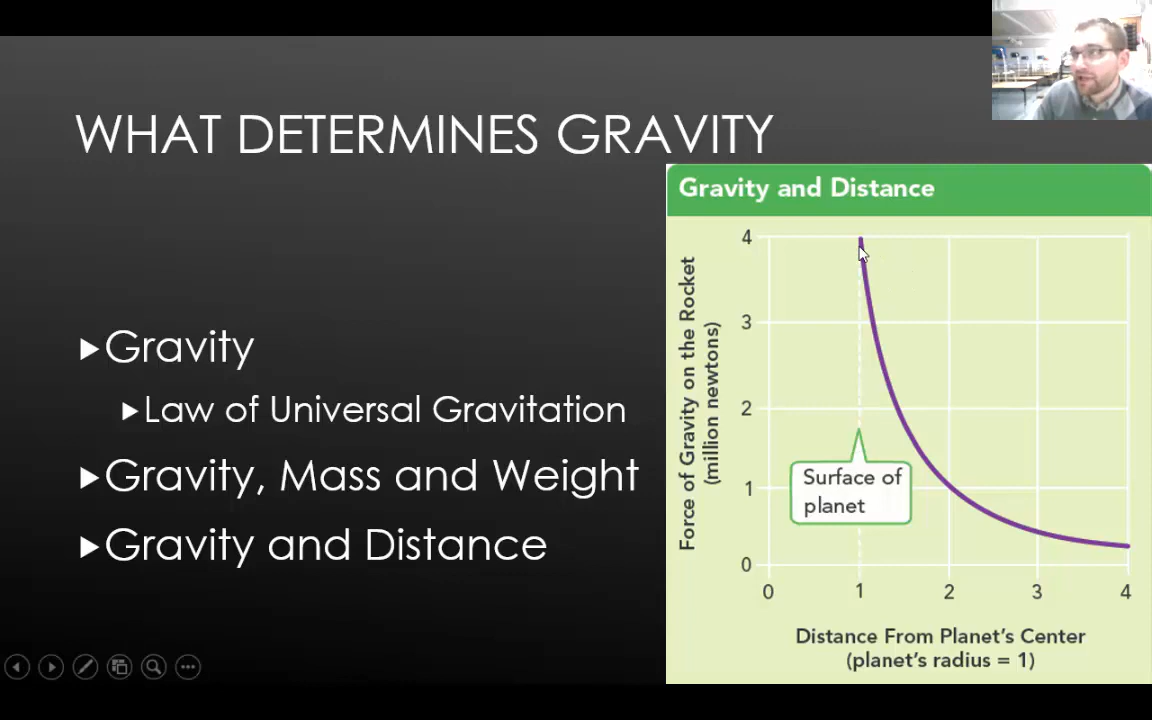 WHAT DETERMINES GRAVITY
Gravity
Law of Universal Gravitation
Gravity, Mass and Weight
Gravity and Distance
Gravity and Distance
Force of Gravity on the Rocket
(million newtons)
4
3
2
1
0
Surface of
planet
0 1 2 3 4
Distance From Planet's Center
(planet's radius = 1)